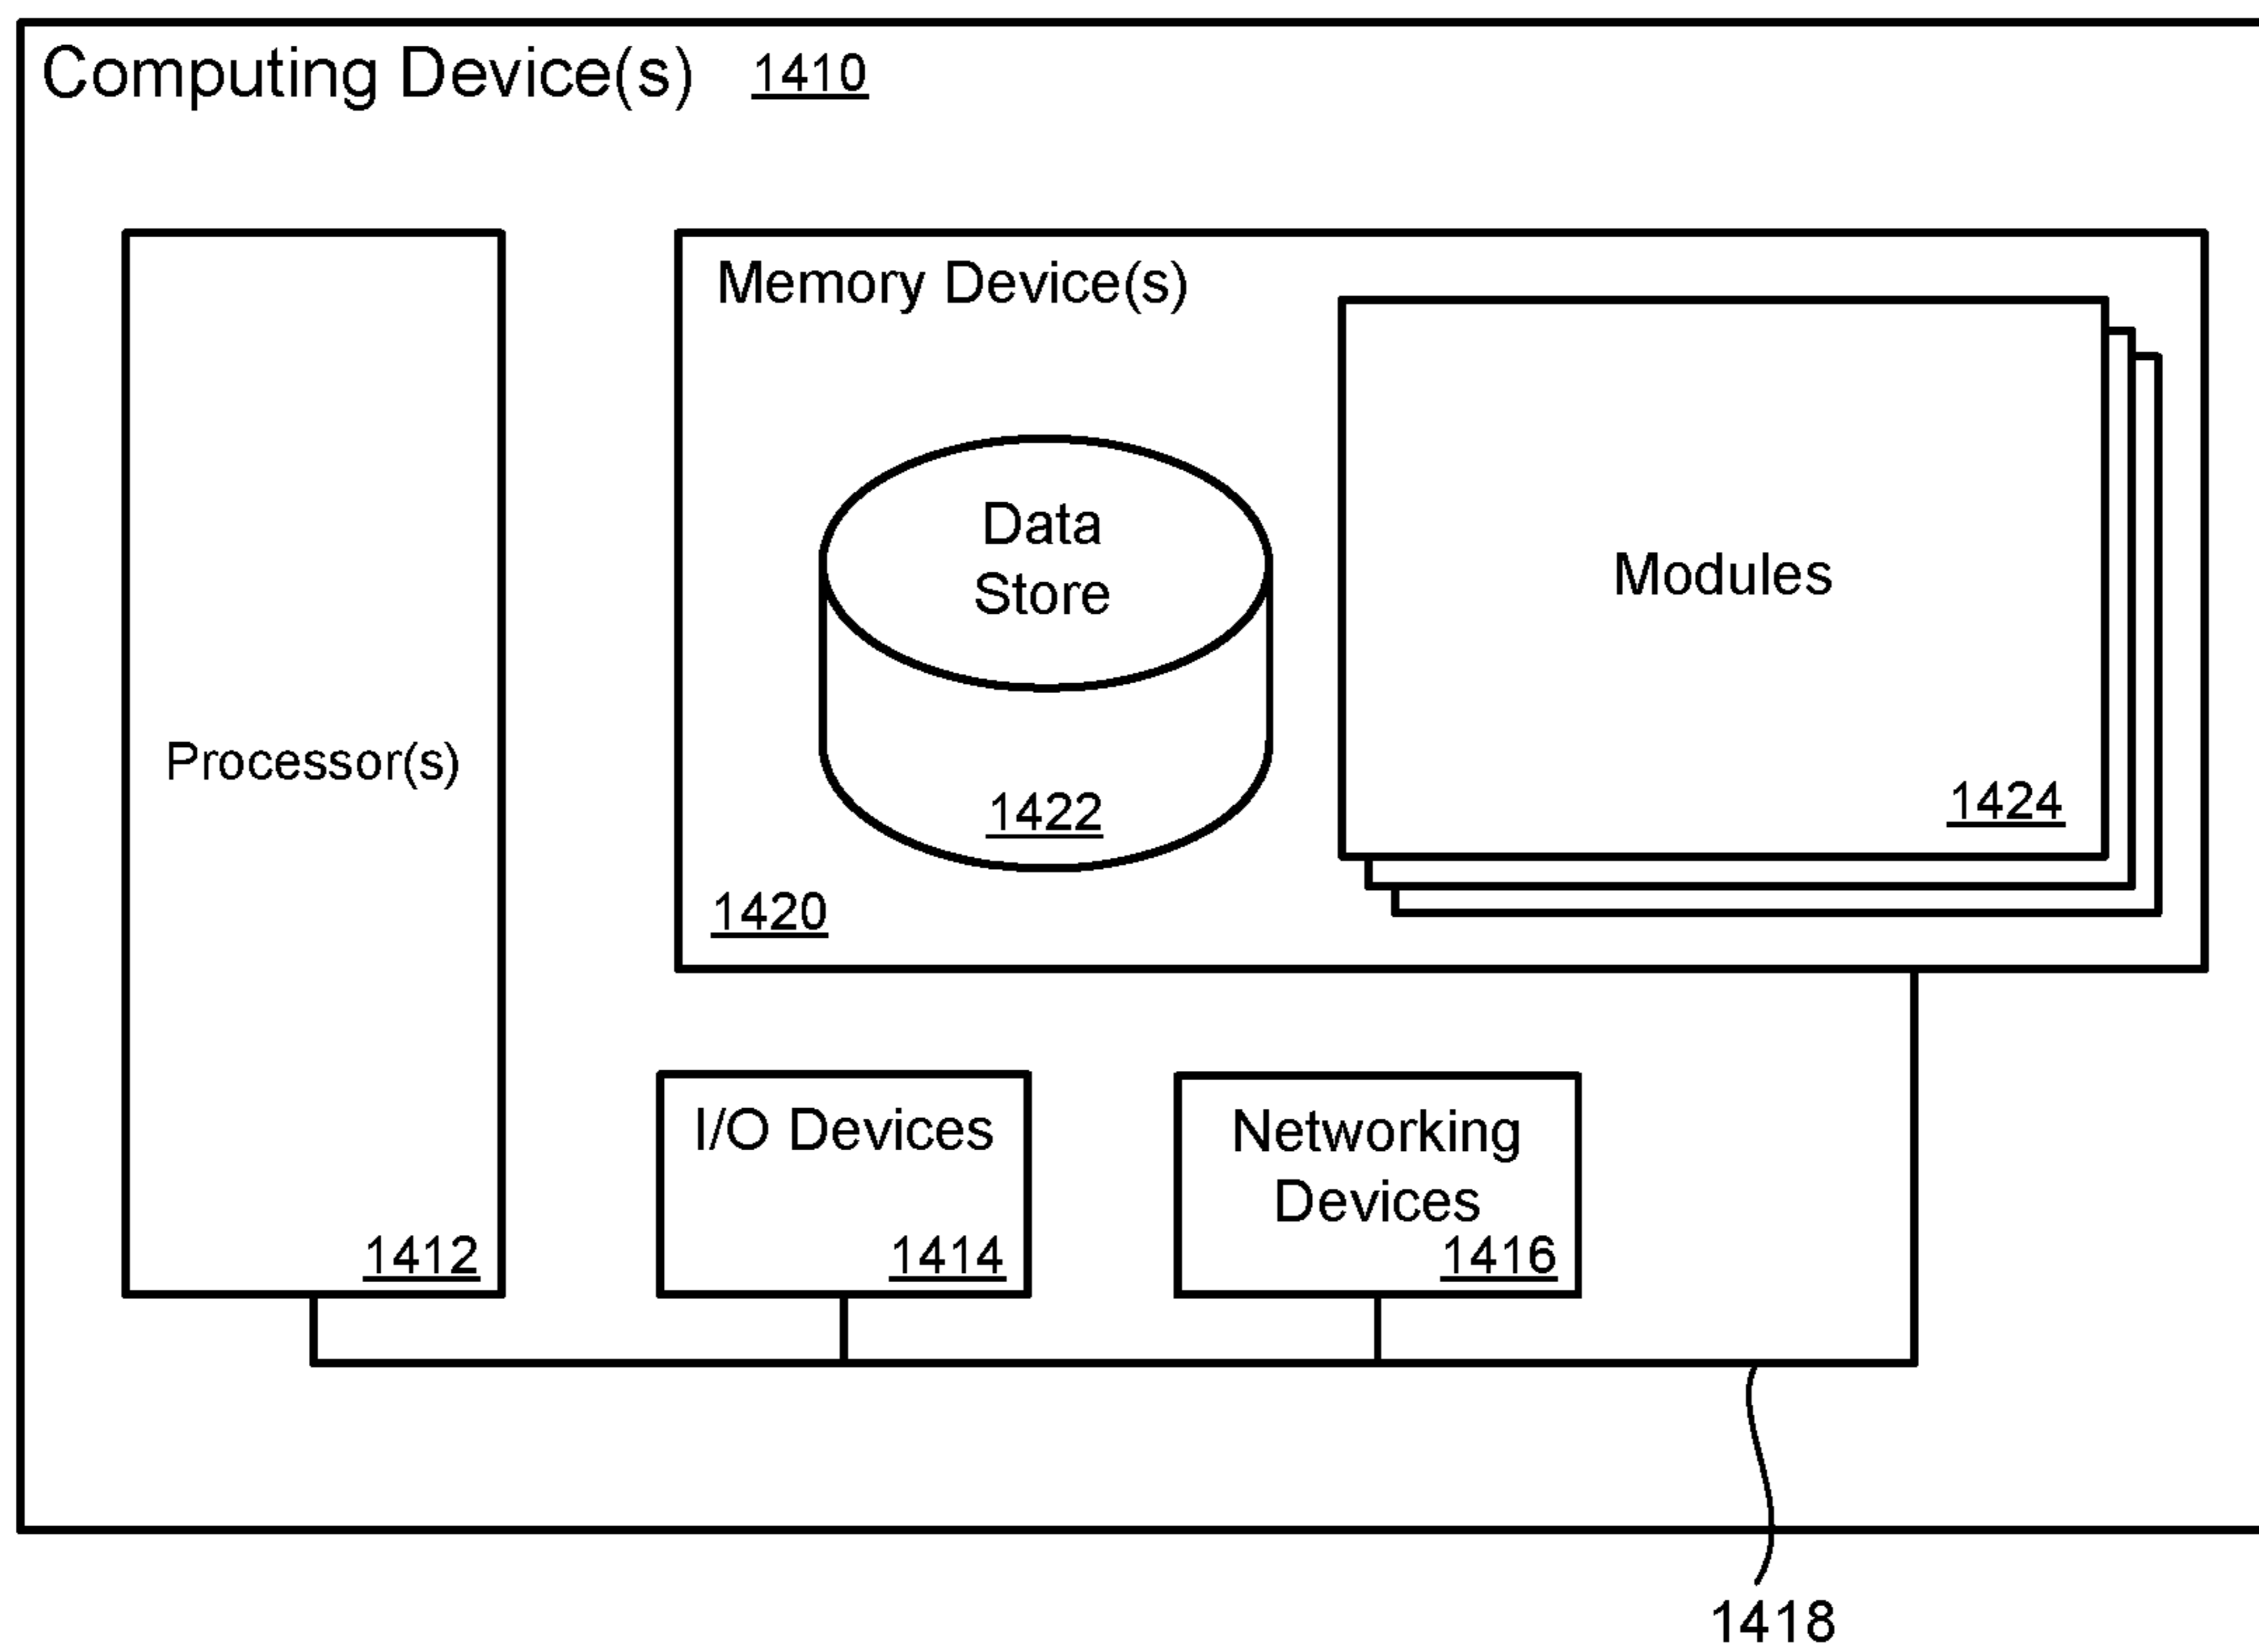 Computing Device(s) 1410
Memory Device(s)
Data
Store
Modules
Processor(s)
1422
1424
1420
I/O Devices
Networking
Devices
1412
1414
1416
1418